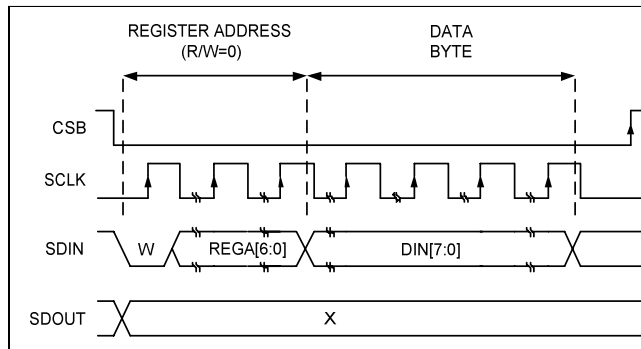 REGISTER ADDRESS
(R/W=0)
DATA
BYTE
CSB
SCLK
SDIN
W
REGA[6:0]
DIN[7:0]
SDOUT
X